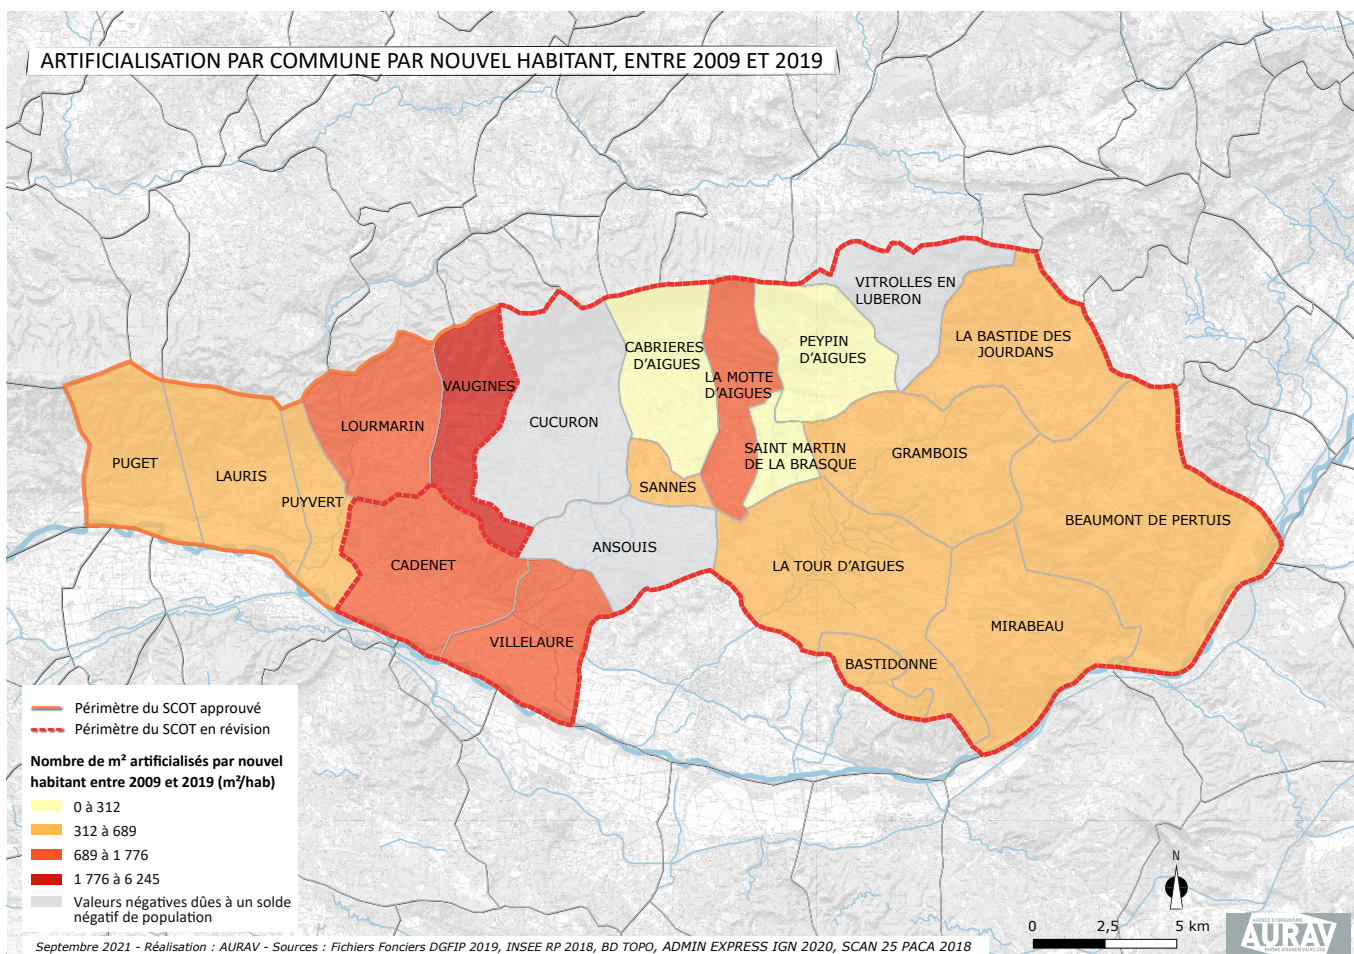 ARTIFICIALISATION PAR COMMUNE PAR NOUVEL HABITANT, ENTRE 2009 ET 2019
VITROLLES EN
LUBERON
LA BASTIDE DES
JOURDANS
PEYPIN
D'AIGUES
CABRIERES
D'AIGUES
LA MOTTE
D'AIGUES
VAUGINES
CUCURON
LOURMARIN
SAINT MARTIN
DE LA BRASQUE
GRAMBOIS
PUGET
LAURIS
PUYVERT
SANNES
BEAUMONT DE PERTUIS
ANSOUIS
CADENET
LA TOUR D'AIGUES
MIRABEAU
VILLELAURE
BASTIDONNE
Périmètre du SCOT approuvé
Périmètre du SCOT en révision
Nombre de m² artificialisés par nouvel
habitant entre 2009 et 2019 (m²/hab)
0 à 312
312 à 689
689 à 1 776
1 776 à 6 245
Valeurs négatives dûes à un solde
négatif de population
N
0 2,5 5 km
AGENCE D'URBANISME
AURAV
RHÔNE AVIGNON VAUCLUSE
Septembre 2021 - Réalisation : AURAV - Sources : Fichiers Fonciers DGFIP 2019, INSEE RP 2018, BD TOPO, ADMIN EXPRESS IGN 2020, SCAN 25 PACA 2018